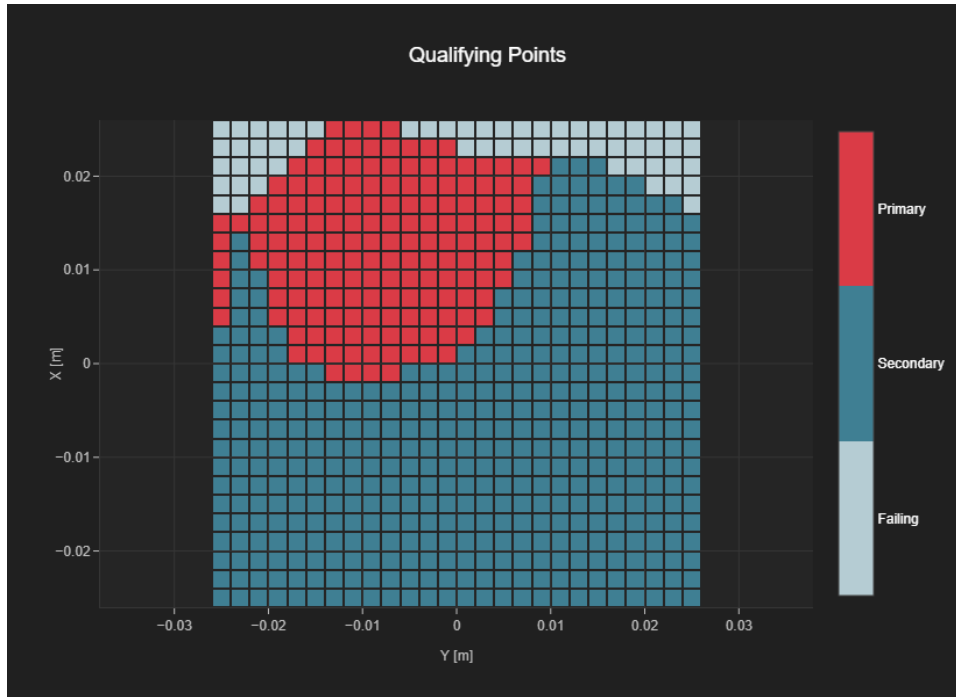 Qualifying Points
0.02
0.01
0
−0.01
−0.02
X [m]
−0.03
−0.02
−0.01
0
0.01
0.02
0.03
Y [m]
Primary
Secondary
Failing